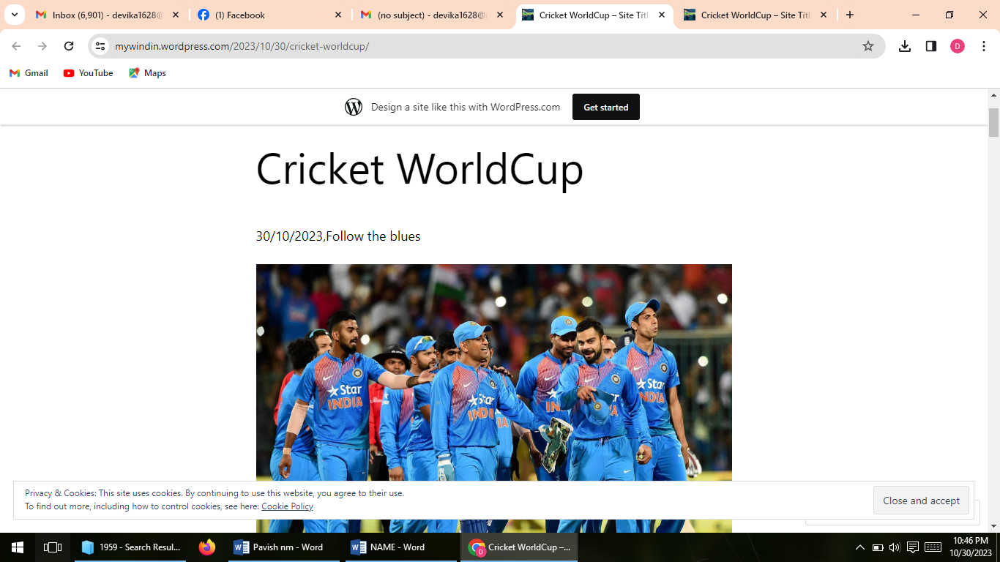 Inbox (6,901) - devika1628@
(1) Facebook
(no subject) - devika1628@
Cricket WorldCup – Site Titl
Cricket WorldCup – Site Titl
mywindin.wordpress.com/2023/10/30/cricket-worldcup/
D
Gmail
YouTube
Maps
Design a site like this with WordPress.com
Get started
Cricket WorldCup
30/10/2023,Follow the blues
Star
INDIA
Star
INDIA
Star
INDIA
Privacy & Cookies: This site uses cookies. By continuing to use this website, you agree to their use.
To find out more, including how to control cookies, see here: Cookie Policy
Close and accept
1959 - Search Resul...
Pavish nm - Word
NAME - Word
Cricket WorldCup –...
10:46 PM
10/30/2023